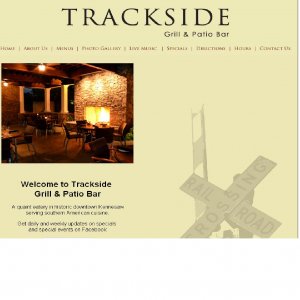 TRACKSIDE
Grill & Patio Bar
Home | About Us | Menus | Photo Gallery | Live Music | Specials | Directions | Hours | Contact Us
Welcome to Trackside
Grill & Patio Bar
A quaint eatery in historic downtown Kennesaw
serving southern American cuisine.
Get daily and weekly updates on specials
and special events on Facebook
RAIL ROAD
CROSSING